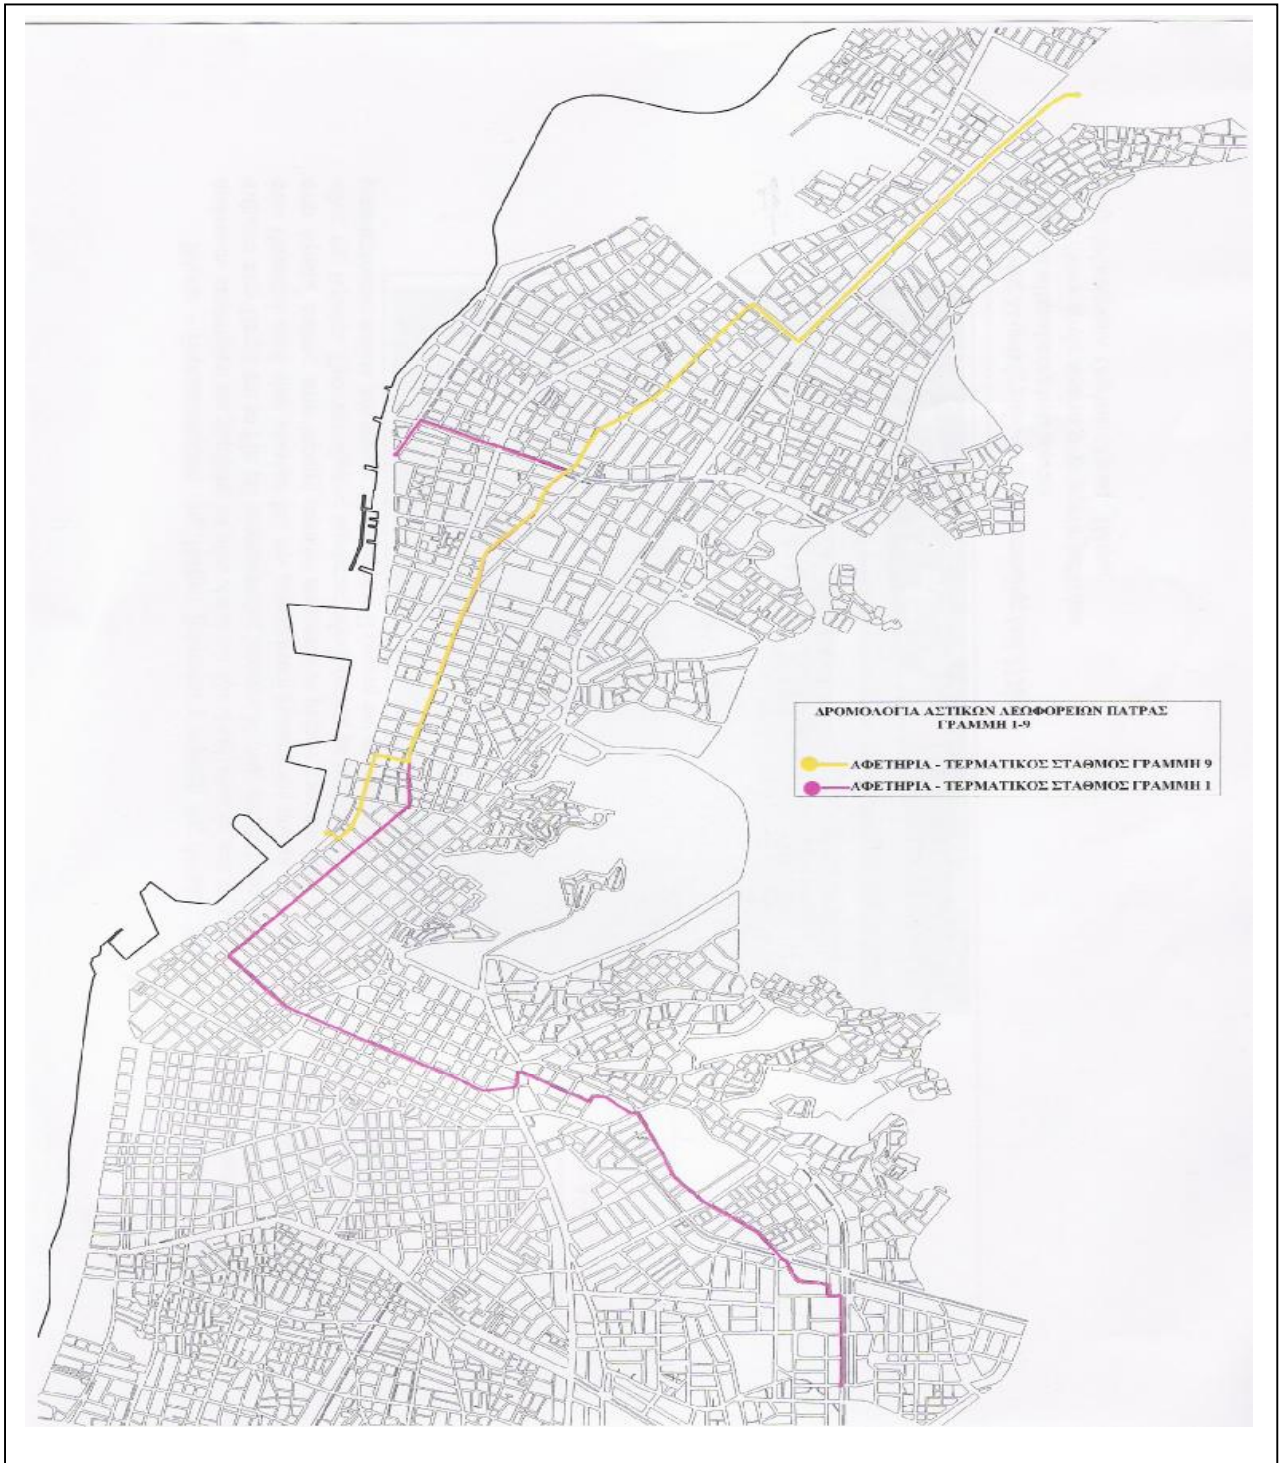 ΔΡΟΜΟΛΟΓΙΑ ΑΣΤΙΚΩΝ ΛΕΩΦΟΡΕΙΩΝ ΠΑΤΡΑΣ
ΓΡΑΜΜΗ 1-9
ΑΦΕΤΗΡΙΑ - ΤΕΡΜΑΤΙΚΟΣ ΣΤΑΘΜΟΣ ΓΡΑΜΜΗ 9
ΑΦΕΤΗΡΙΑ - ΤΕΡΜΑΤΙΚΟΣ ΣΤΑΘΜΟΣ ΓΡΑΜΜΗ 1